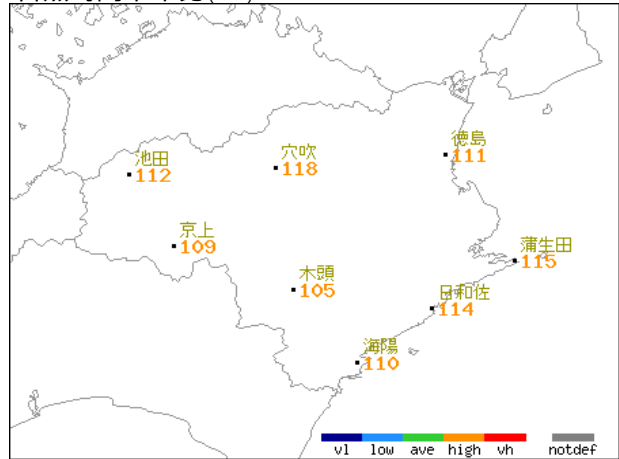 徳島
111
穴吹
118
池田
112
京上
109
蒲生田
115
木頭
105
日和佐
114
海陽
110
vl low ave high vh notdef